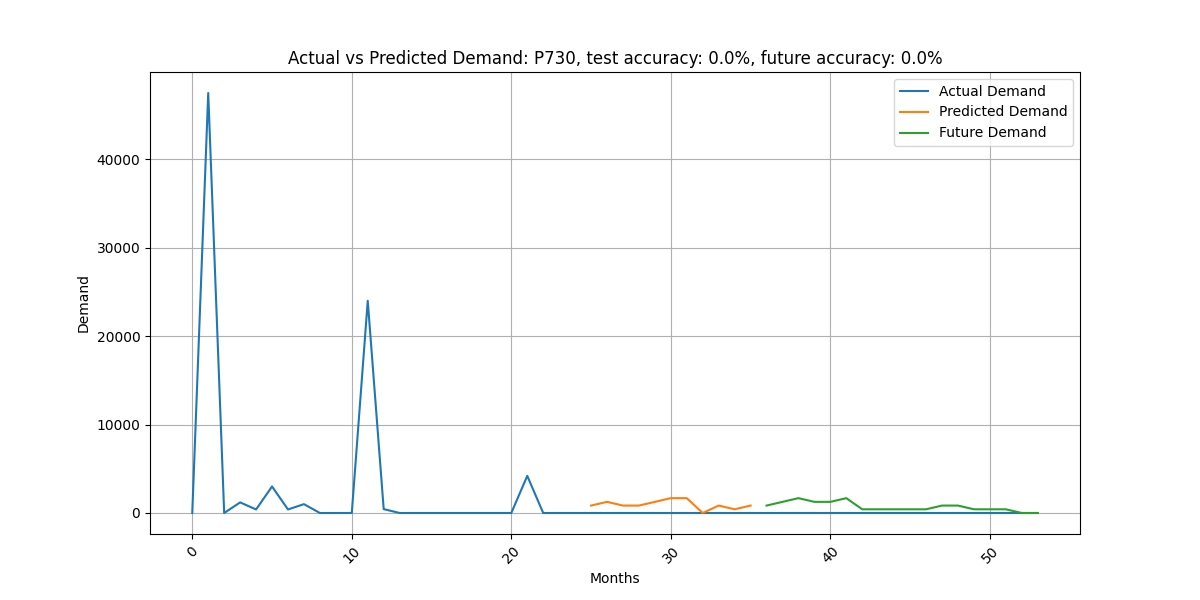 Actual vs Predicted Demand: P730, test accuracy: 0.0%, future accuracy: 0.0%
Actual Demand
Predicted Demand
Future Demand
40000
30000
20000
10000
0
Demand
0
10
20
30
40
50
Months